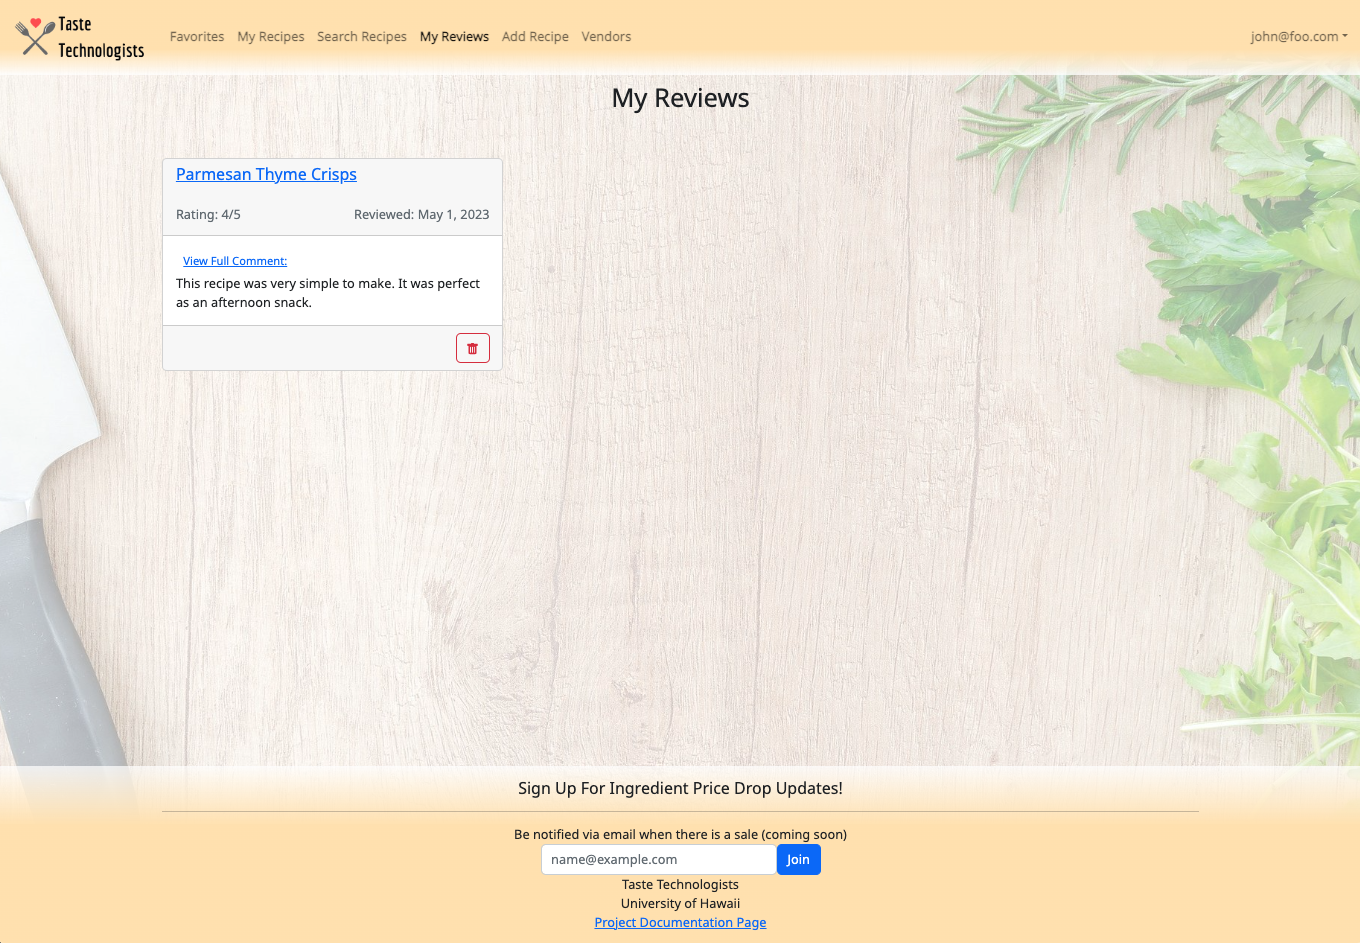 Taste
Technologists
Favorites My Recipes Search Recipes My Reviews Add Recipe Vendors john@foo.com
My Reviews
Parmesan Thyme Crisps
Rating: 4/5 Reviewed: May 1, 2023
View Full Comment:
This recipe was very simple to make. It was perfect
as an afternoon snack.
Sign Up For Ingredient Price Drop Updates!
Be notified via email when there is a sale (coming soon)
name@example.com Join
Taste Technologists
University of Hawaii
Project Documentation Page